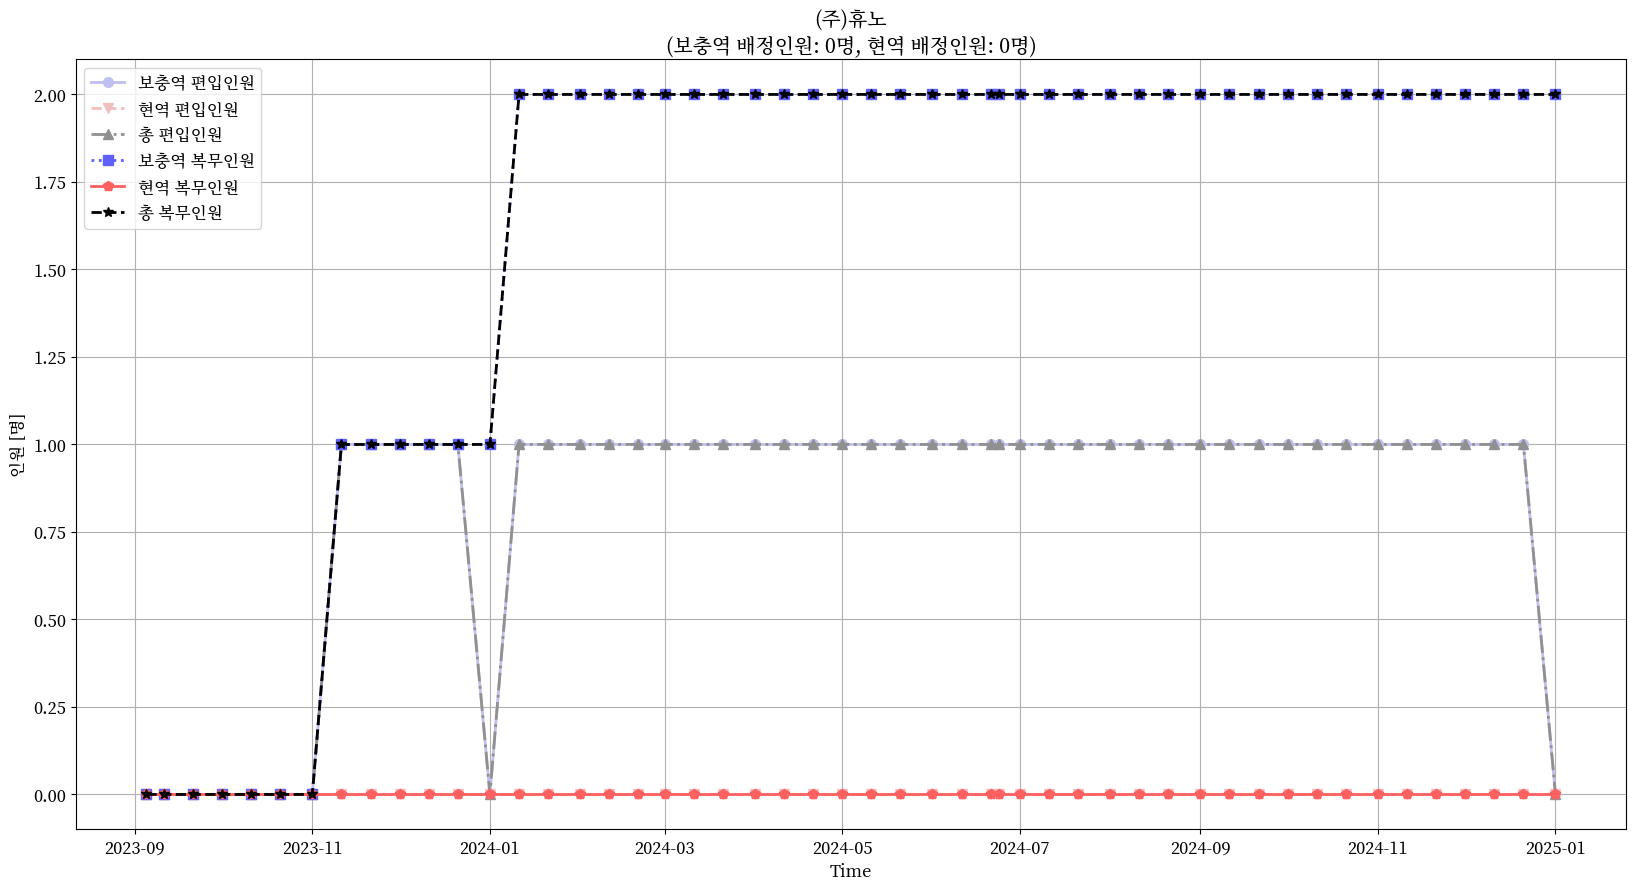 (주)휴노
(보충역 배정인원: 0명, 현역 배정인원: 0명)
보충역 편입인원
현역 편입인원
총 편입인원
보충역 복무인원
현역 복무인원
총 복무인원
인원 [명]
2.00
1.75
1.50
1.25
1.00
0.75
0.50
0.25
0.00
2023-09
2023-11
2024-01
2024-03
2024-05
2024-07
2024-09
2024-11
2025-01
Time